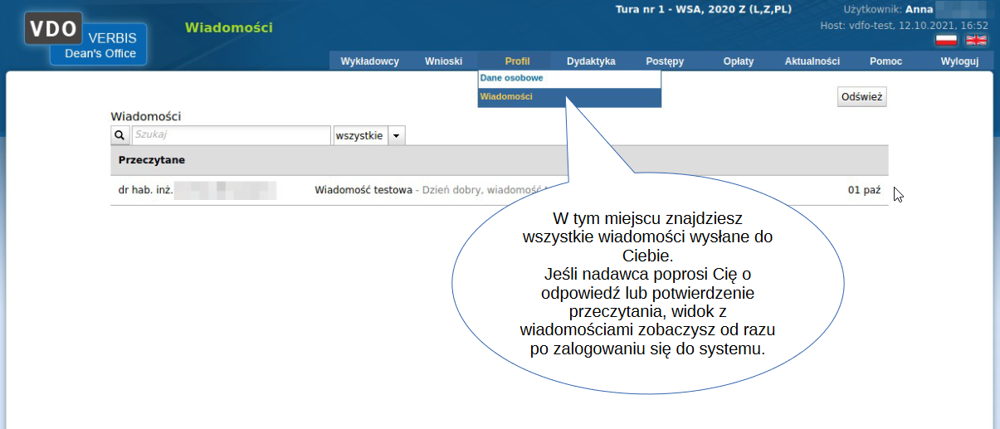 Tura nr 1 - WSA, 2020 Z (L,Z,PL)
Użytkownik: Anna
VDO
VERBIS
Dean's Office
Wiadomości
Host: vdfo-test, 12.10.2021, 16:52
Wykładowcy Wnioski Profil Dydaktyka Postępy Opłaty Aktualności Pomoc Wyloguj
Dane osobowe
Wiadomości
Odśwież
Wiadomości
Szukaj wszystkie
Przeczytane
dr hab. inż. Wiadomość testowa - Dzień dobry, wiadomość 01 paź
W tym miejscu znajdziesz
wszystkie wiadomości wysłane do
Ciebie.
Jeśli nadawca poprosi Cię o
odpowiedź lub potwierdzenie
przeczytania, widok z
wiadomościami zobaczysz od razu
po zalogowaniu się do systemu.